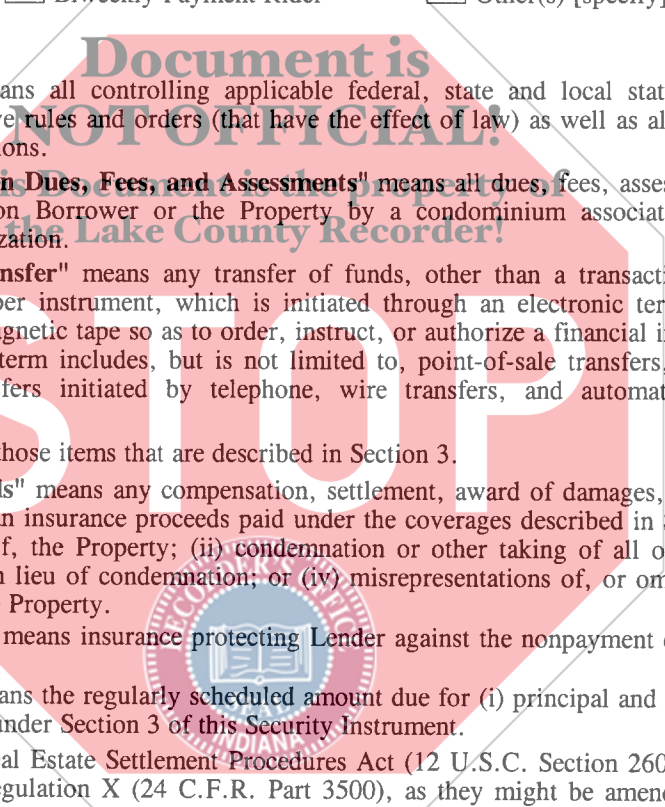 Biweekly Payment Rider Other(s) [specify]
Document is
ans all controlling applicable federal, state and local stat
e rules and orders (that have the effect of law) as well as al
NOT OFFICIAL!
ons.
n Dues, Fees, and Assessments" means all dues, fees, asses
is Document is the property of
on Borrower or the Property by a condominium associat
the Lake County Recorder!
zation.
nsfer" means any transfer of funds, other than a transacti
per instrument, which is initiated through an electronic ter
gnetic tape so as to order, instruct, or authorize a financial i
term includes, but is not limited to, point-of-sale transfers,
fers initiated by telephone, wire transfers, and automat
STOP
those items that are described in Section 3.
ds" means any compensation, settlement, award of damages,
n insurance proceeds paid under the coverages described in
f, the Property; (ii) condemnation or other taking of all o
n lieu of condemnation; or (iv) misrepresentations of, or om
Property.
means insurance protecting Lender against the nonpayment
RECORDER'S OFFICE
SEAL
INDIANA
ans the regularly scheduled amount due for (i) principal and
under Section 3 of this Security Instrument.
al Estate Settlement Procedures Act (12 U.S.C. Section 260
egulation X (24 C.F.R. Part 3500), as they might be amend